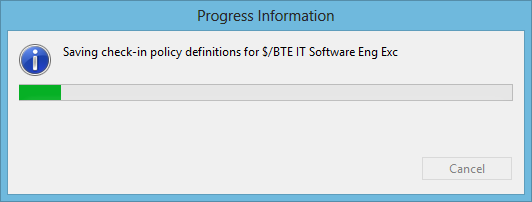 Progress Information
Saving check-in policy definitions for $/BTE IT Software Eng Exc
Cancel